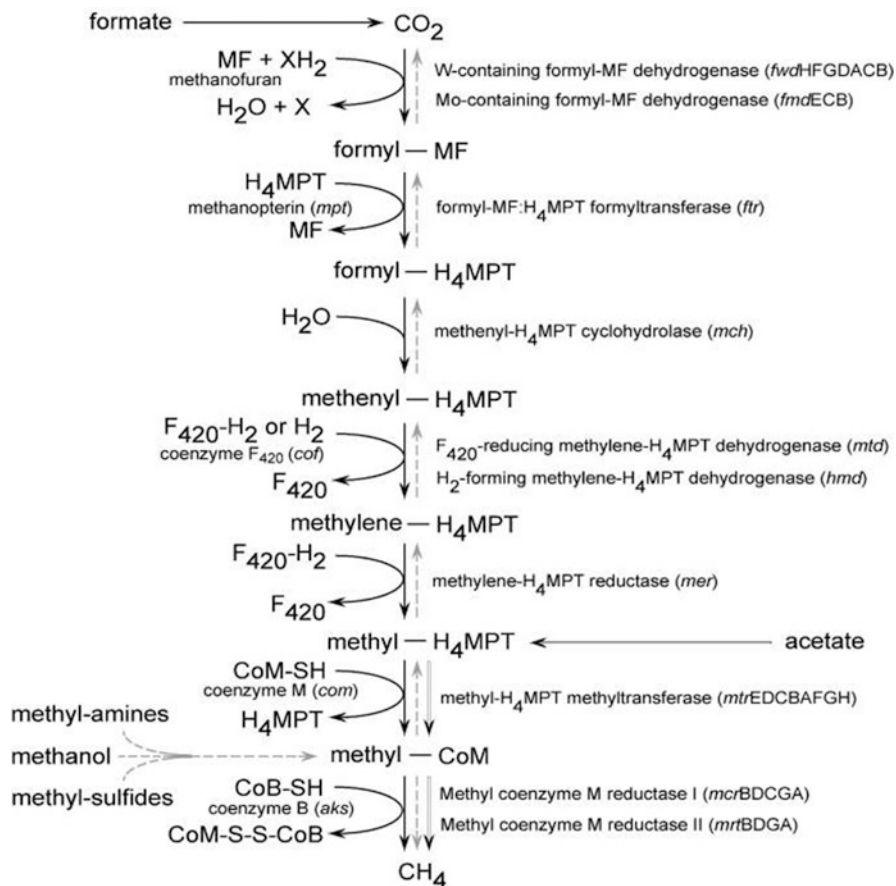 formate
CO2
MF + XH2
methanofuran
H2O + X
W-containing formyl-MF dehydrogenase (fwdHFGDACB)
Mo-containing formyl-MF dehydrogenase (fmdECB)
formyl — MF
H4MPT
methanopterin (mpt)
MF
formyl-MF:H4MPT formyltransferase (ftr)
formyl — H4MPT
H2O
methenyl-H4MPT cyclohydrolase (mch)
methenyl — H4MPT
F420-H2 or H2
coenzyme F420 (cof)
F420
F420-reducing methylene-H4MPT dehydrogenase (mtd)
H2-forming methylene-H4MPT dehydrogenase (hmd)
methylene — H4MPT
F420-H2
F420
methylene-H4MPT reductase (mer)
methyl — H4MPT
acetate
CoM-SH
coenzyme M (com)
H4MPT
methyl-H4MPT methyltransferase (mtrEDCBAFGH)
methyl-amines
methanol
methyl-sulfides
methyl — CoM
CoB-SH
coenzyme B (aks)
CoM-S-S-CoB
Methyl coenzyme M reductase I (mcrBDCGA)
Methyl coenzyme M reductase II (mrtBDGA)
CH4